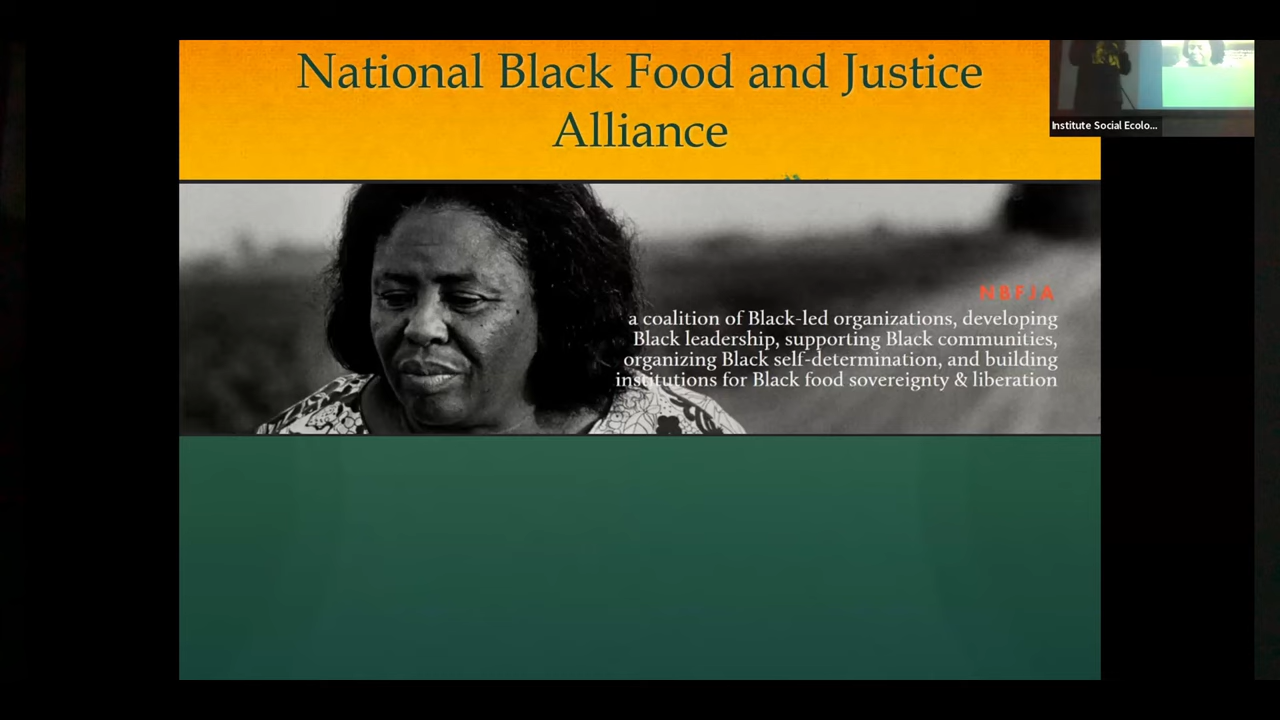 National Black Food and Justice
Alliance
Institute Social Ecolo...
NBFJA
a coalition of Black-led organizations, developing
Black leadership, supporting Black communities,
organizing Black self-determination, and building
institutions for Black food sovereignty & liberation